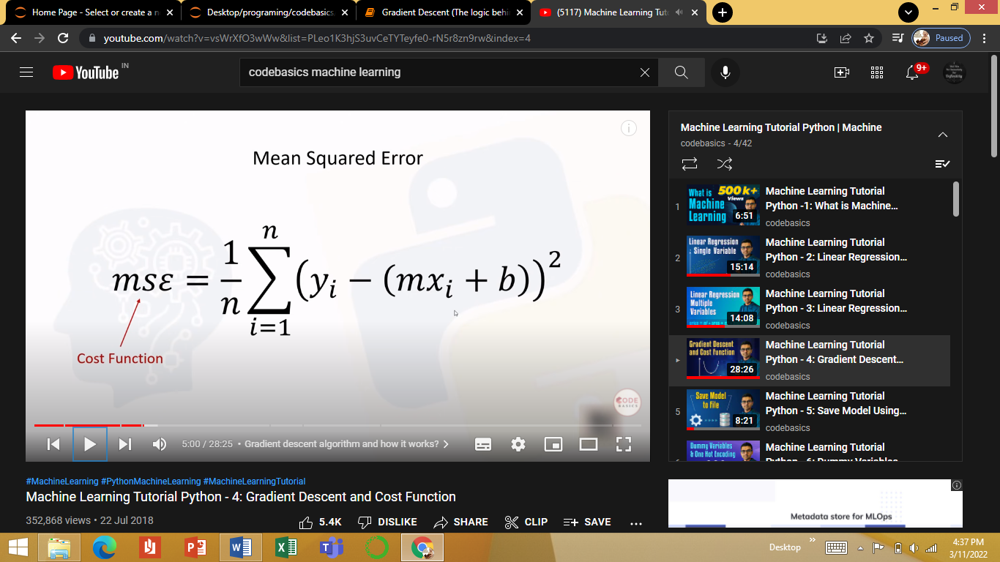 Home Page - Select or create a n
Desktop/programing/codebasics
Gradient Descent (The logic behi
(5117) Machine Learning Tuto
youtube.com/watch?v=vsWrXfO3wWw&list=PLeo1K3hjS3uvCeTYTeyfe0-rN5r8zn9rw&index=4
Paused
YouTube IN
codebasics machine learning
9+
Mean Squared Error
msε = 1/n ∑ᵢ₌₁ⁿ (yᵢ − (mxᵢ + b))²
Cost Function
CODE
BASICS
5:00 / 28:25 • Gradient descent algorithm and how it works? >
#MachineLearning #PythonMachineLearning #MachineLearningTutorial
Machine Learning Tutorial Python - 4: Gradient Descent and Cost Function
352,868 views • 22 Jul 2018
5.4K DISLIKE SHARE CLIP SAVE ...
Machine Learning Tutorial Python | Machine
codebasics - 4/42
1
What is
Machine
Learning
500 k+
Views
6:51
Machine Learning Tutorial
Python -1: What is Machine...
codebasics
2
Linear Regression
Single Variable
15:14
Machine Learning Tutorial
Python - 2: Linear Regression...
codebasics
3
Linear Regression
Multiple
Variables
14:08
Machine Learning Tutorial
Python - 3: Linear Regression...
codebasics
Gradient Descent
and Cost Function
28:26
Machine Learning Tutorial
Python - 4: Gradient Descent...
codebasics
5
Save Model
to File
8:21
Machine Learning Tutorial
Python - 5: Save Model Using...
codebasics
Dummy Variables
& One Hot Encoding
Machine Learning Tutorial
Python - 6: Dummy Variables
Metadata store for MLOps
Desktop
4:37 PM
3/11/2022